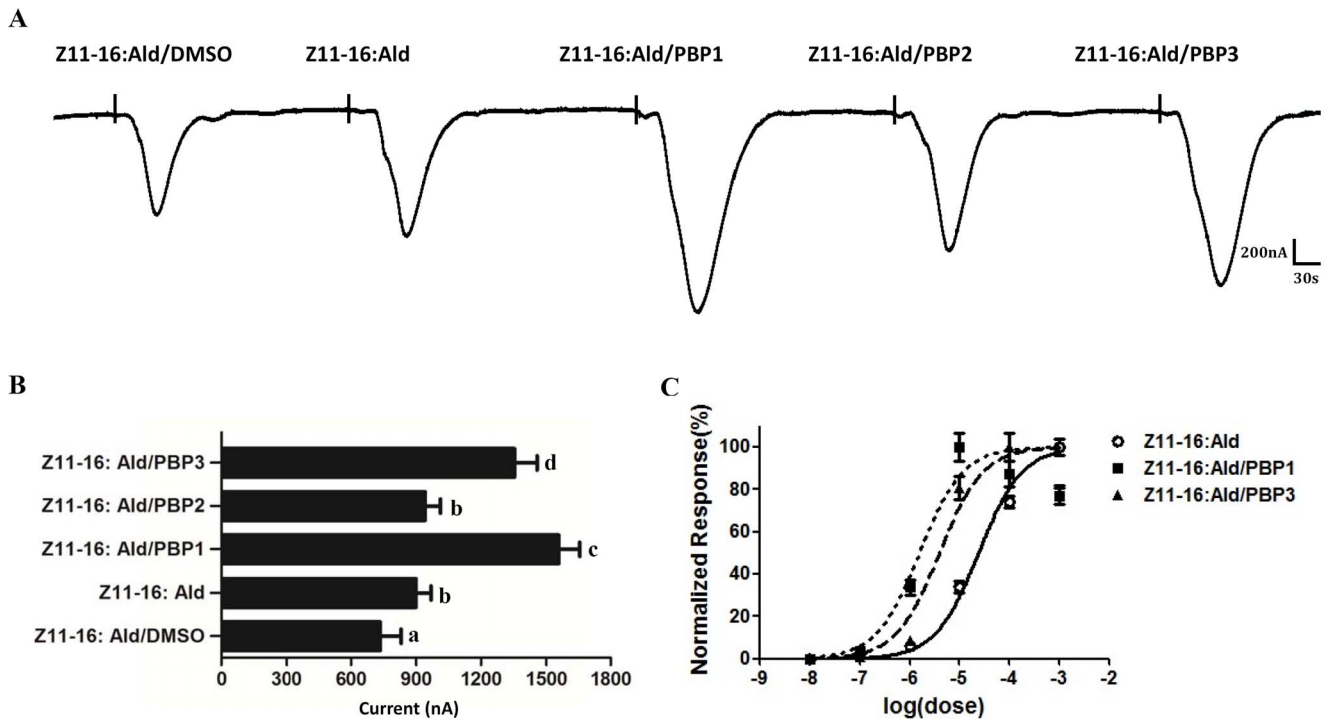 A
Z11-16:Ald/DMSO Z11-16:Ald Z11-16:Ald/PBP1 Z11-16:Ald/PBP2 Z11-16:Ald/PBP3
200nA
30s
B
Z11-16: Ald/PBP3
d
Z11-16: Ald/PBP2
b
Z11-16: Ald/PBP1
c
Z11-16: Ald
b
Z11-16: Ald/DMSO
a
0 300 600 900 1200 1500 1800
Current (nA)
C
Normalized Response(%)
100
80
60
40
20
0
-9 -8 -7 -6 -5 -4 -3 -2
log(dose)
Z11-16:Ald
Z11-16:Ald/PBP1
Z11-16:Ald/PBP3